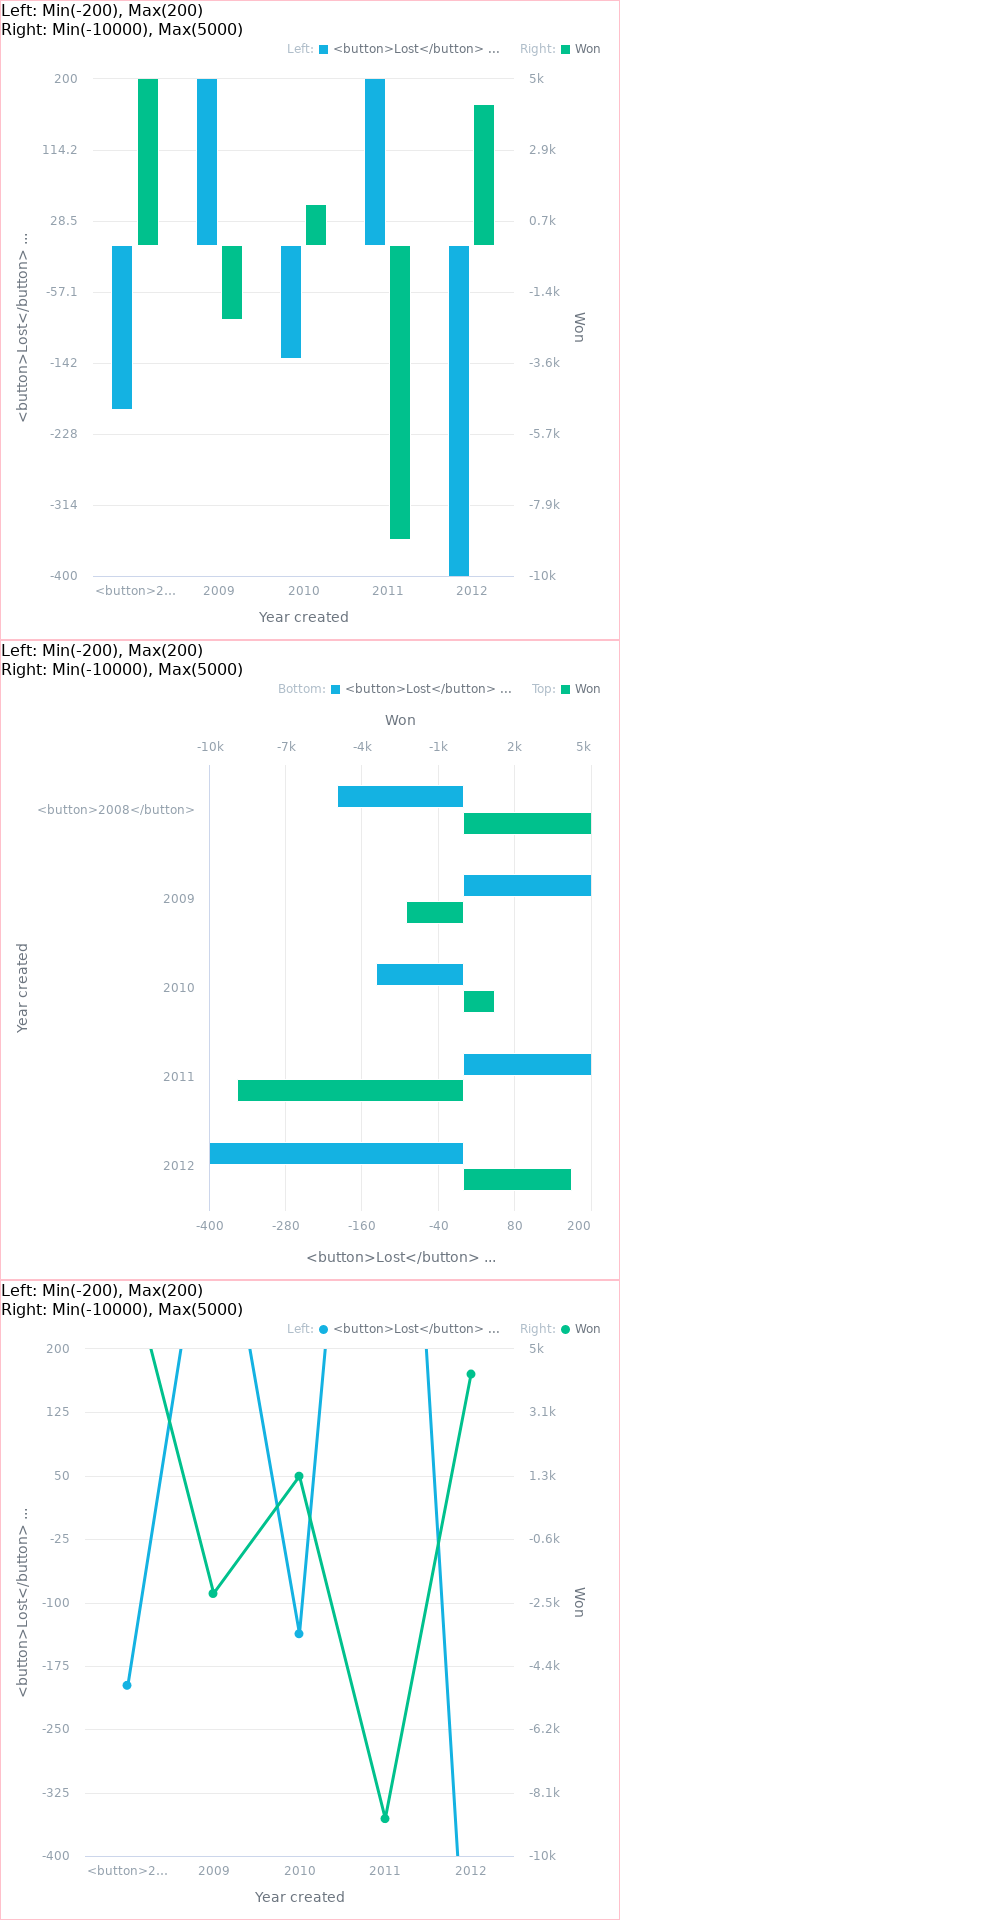 Left: Min(-200), Max(200)
Right: Min(-10000), Max(5000)
Left: <button>Lost</button> ... Right: Won
200 5k
114.2 2.9k
28.5 0.7k
-57.1 -1.4k
-142 -3.6k
-228 -5.7k
-314 -7.9k
-400 -10k
<button>Lost</button> ...
Won
<button>2... 2009 2010 2011 2012
Year created
Left: Min(-200), Max(200)
Right: Min(-10000), Max(5000)
Bottom: <button>Lost</button> ... Top: Won
Won
-10k -7k -4k -1k 2k 5k
<button>2008</button>
2009
2010
2011
2012
Year created
-400 -280 -160 -40 80 200
<button>Lost</button> ...
Left: Min(-200), Max(200)
Right: Min(-10000), Max(5000)
Left: <button>Lost</button> ... Right: Won
200 5k
125 3.1k
50 1.3k
-25 -0.6k
-100 -2.5k
-175 -4.4k
-250 -6.2k
-325 -8.1k
-400 -10k
<button>Lost</button> ...
Won
<button>2... 2009 2010 2011 2012
Year created